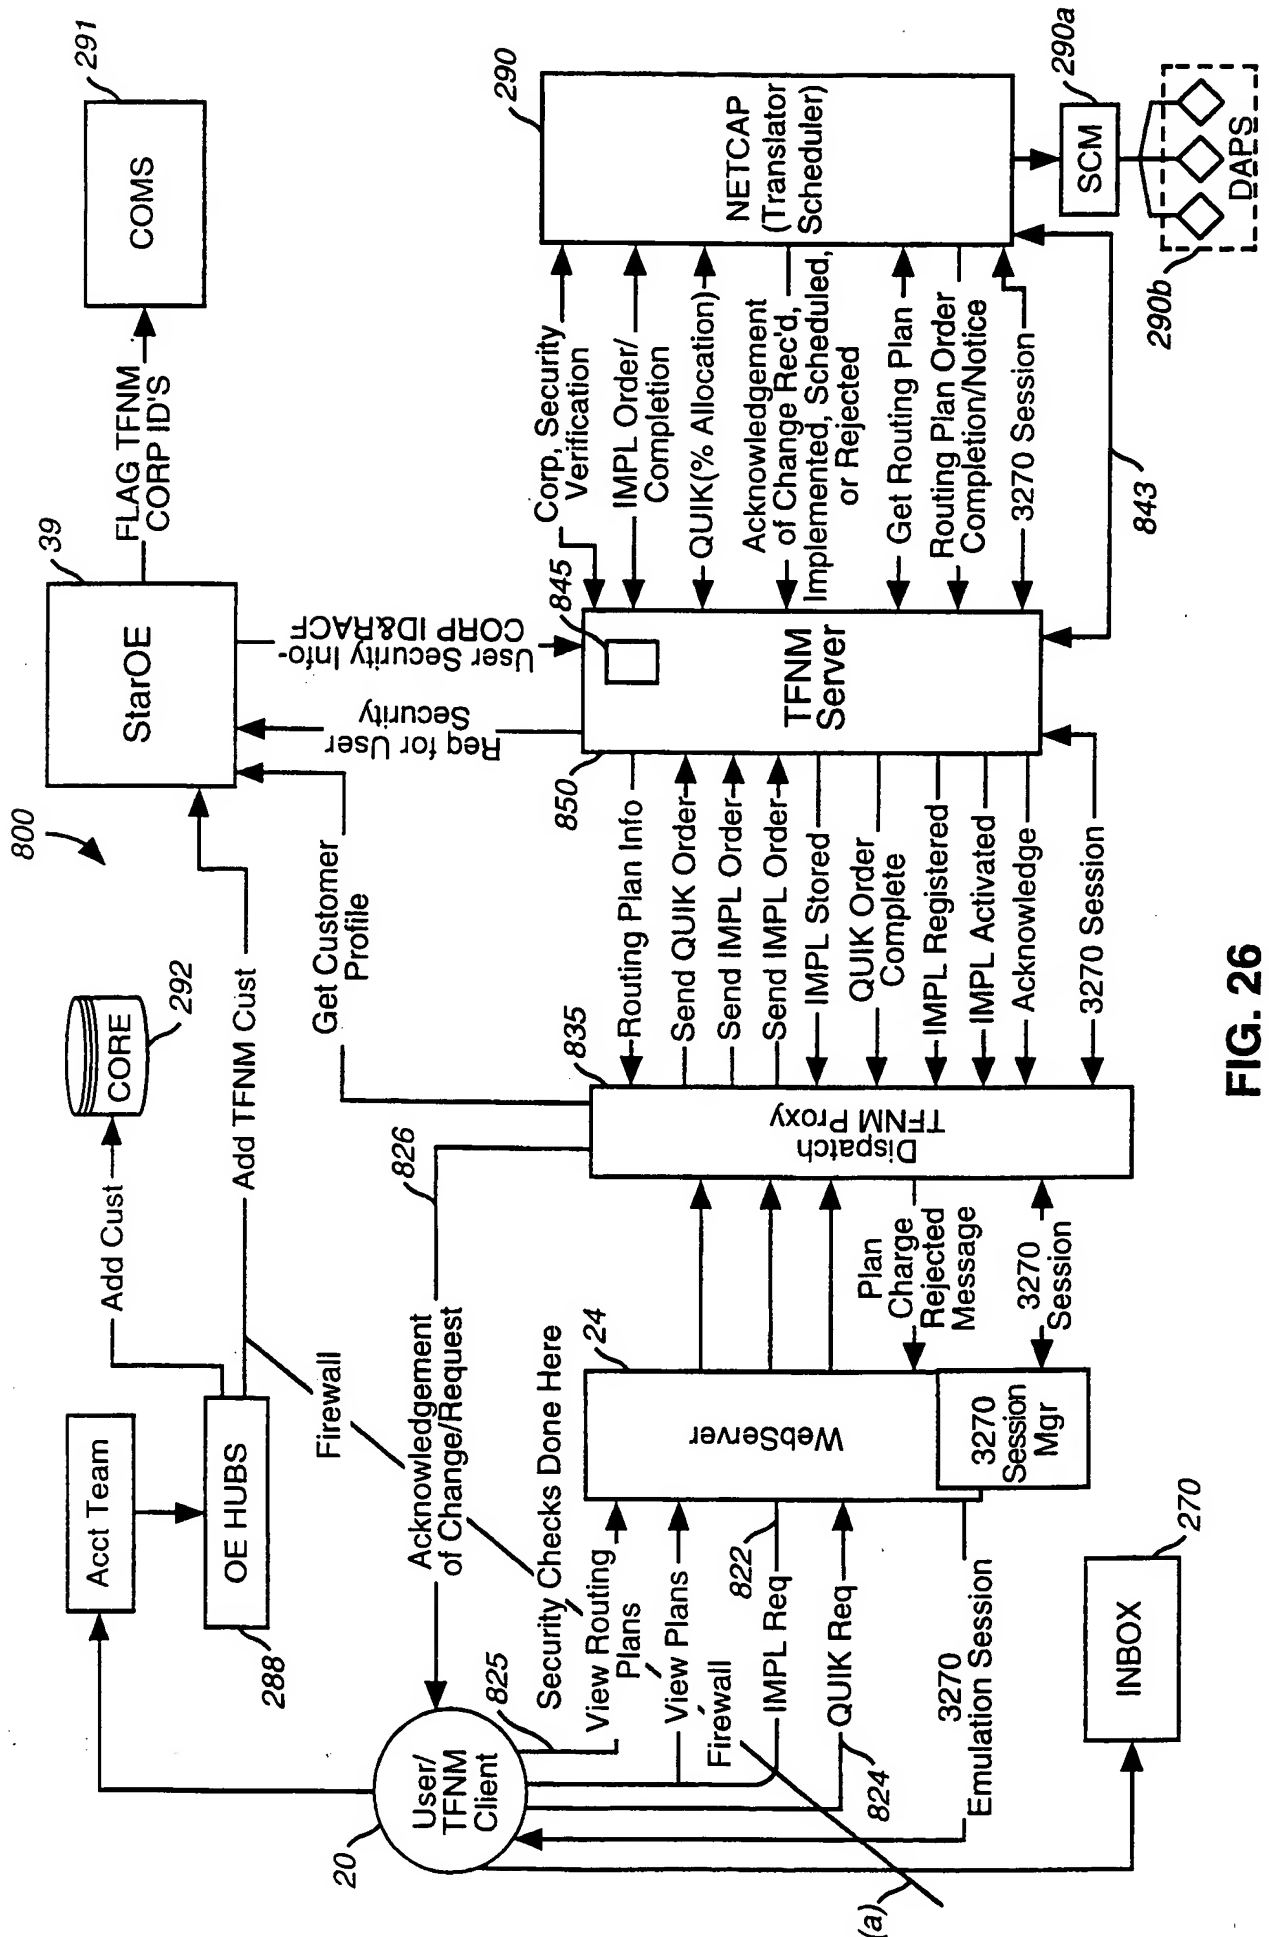 800
Acct Team
OE HUBS
288
Add Cust
CORE
292
Add TFNM Cust
StarOE
39
FLAG TFNM
CORP ID'S
COMS
291
Firewall
Get Customer
Profile
Req for User
Security
User Security Info-
CORP ID&RACF
826
Acknowledgement
of Change/Request
Security Checks Done Here
20
User/
TFNM
Client
825
View Routing
Plans
View Plans
Firewall
822
IMPL Req
QUIK Req
824
3270
Emulation Session
(a)
INBOX
270
24
WebServer
3270
Session
Mgr
Plan
Charge
Rejected
Message
3270
Session
835
Dispatch
TFNM Proxy
Routing Plan Info
Send QUIK Order
Send IMPL Order
Send IMPL Order
IMPL Stored
QUIK Order
Complete
IMPL Registered
IMPL Activated
Acknowledge
3270 Session
850
845
TFNM
Server
Corp, Security
Verification
IMPL Order/
Completion
QUIK(% Allocation)
Acknowledgement
of Change Rec'd,
Implemented, Scheduled,
or Rejected
Get Routing Plan
Routing Plan Order
Completion/Notice
3270 Session
843
290
NETCAP
(Translator
Scheduler)
SCM
290a
DAPS
290b
FIG. 26